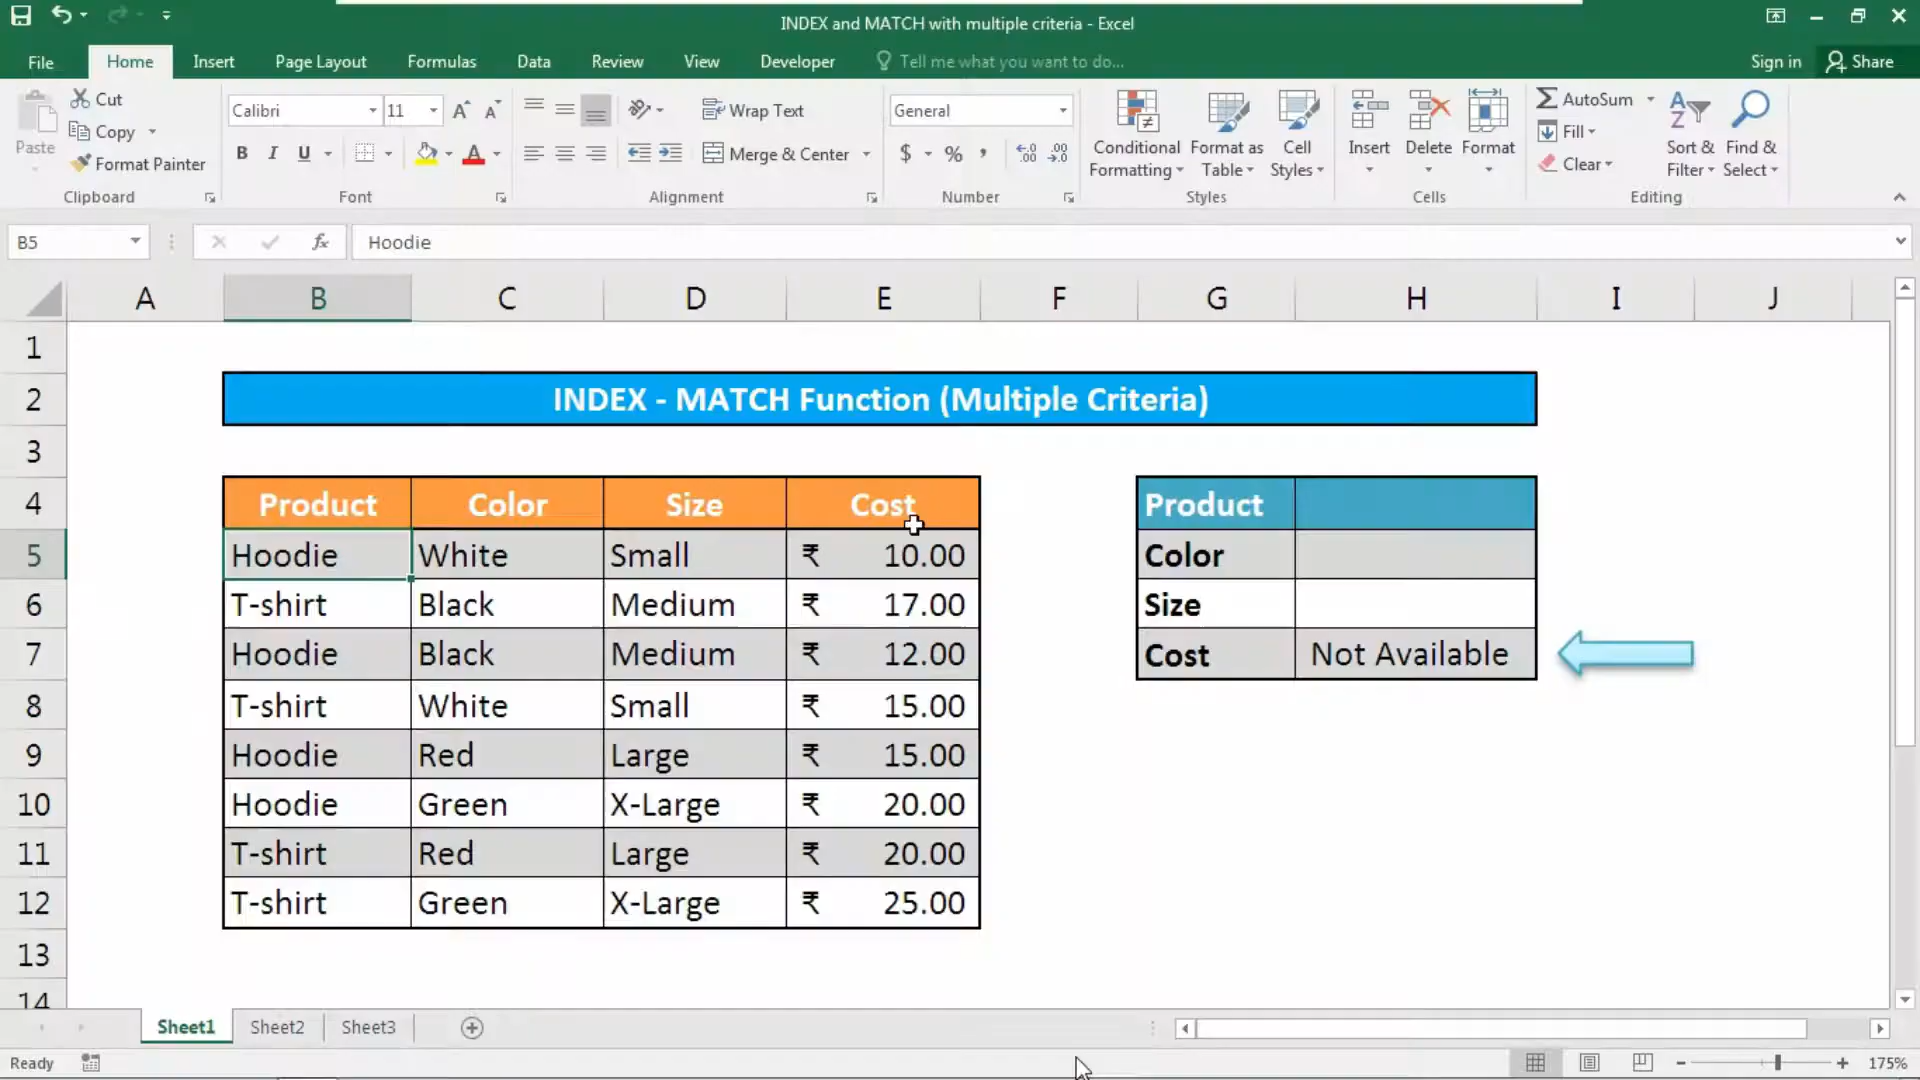 INDEX and MATCH with multiple criteria - Excel
File Home Insert Page Layout Formulas Data Review View Developer Tell me what you want to do... Sign in Share
Paste
Cut
Copy
Format Painter
Clipboard
Calibri 11
B I U
Font
Wrap Text
Merge & Center
Alignment
General
$ % ,
Number
Conditional Formatting
Format as Table
Cell Styles
Styles
Insert
Delete
Format
Cells
AutoSum
Fill
Clear
Sort & Filter
Find & Select
Editing
B5 fx Hoodie
A B C D E F G H I J
1
2 INDEX - MATCH Function (Multiple Criteria)
3
4 Product Color Size Cost Product
5 Hoodie White Small ₹ 10.00 Color
6 T-shirt Black Medium ₹ 17.00 Size
7 Hoodie Black Medium ₹ 12.00 Cost Not Available
8 T-shirt White Small ₹ 15.00
9 Hoodie Red Large ₹ 15.00
10 Hoodie Green X-Large ₹ 20.00
11 T-shirt Red Large ₹ 20.00
12 T-shirt Green X-Large ₹ 25.00
13
14
Sheet1 Sheet2 Sheet3
Ready 175%